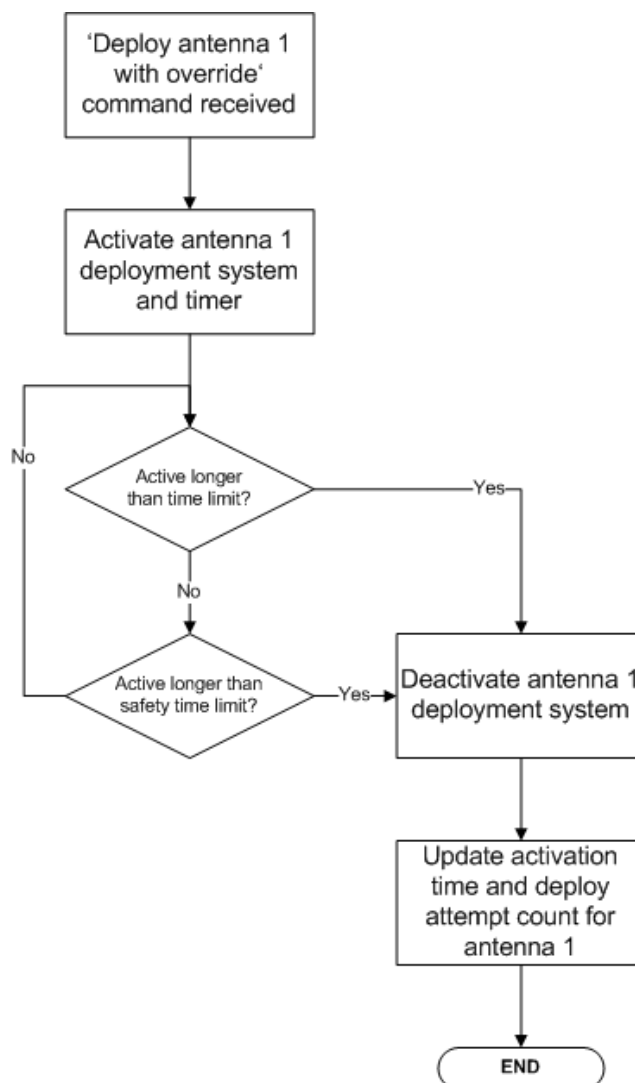 ‘Deploy antenna 1
with override‘
command received
Activate antenna 1
deployment system
and timer
No
Active longer
than time limit?
Yes
No
Active longer than
safety time limit?
Yes
Deactivate antenna 1
deployment system
Update activation
time and deploy
attempt count for
antenna 1
END